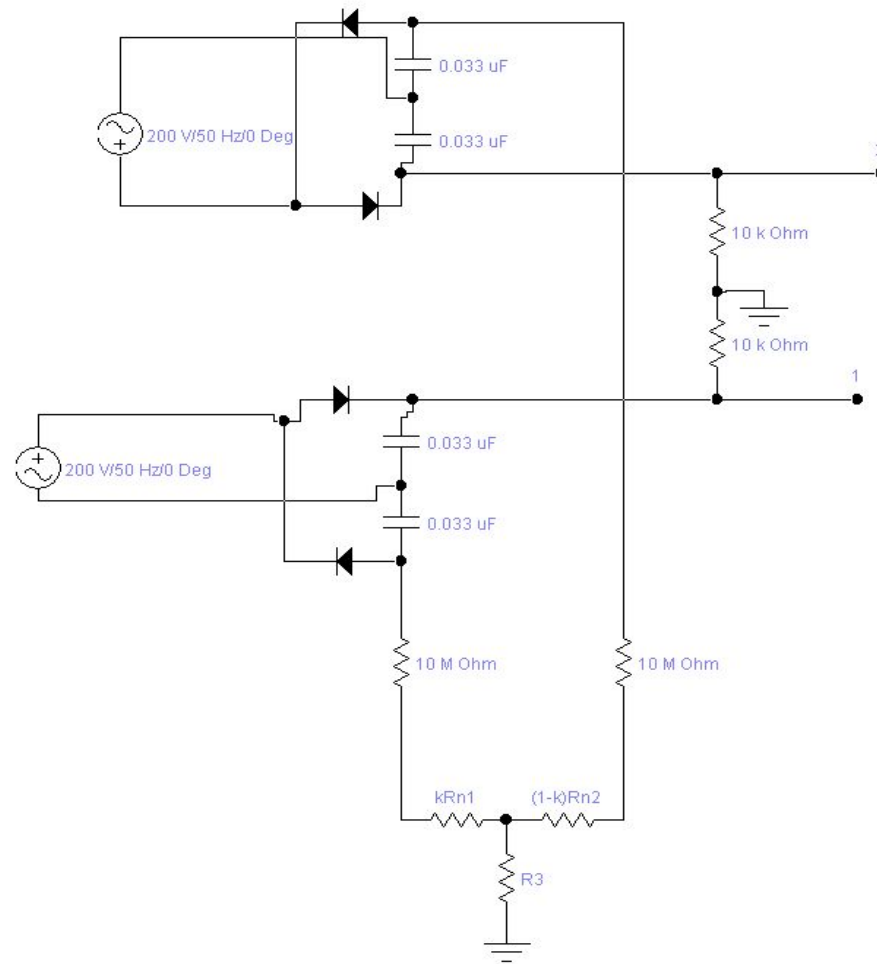 0.033 uF
200 V/50 Hz/0 Deg
+
0.033 uF
10 k Ohm
10 k Ohm
1
0.033 uF
+
200 V/50 Hz/0 Deg
0.033 uF
10 M Ohm
10 M Ohm
kRn1
(1-k)Rn2
R3